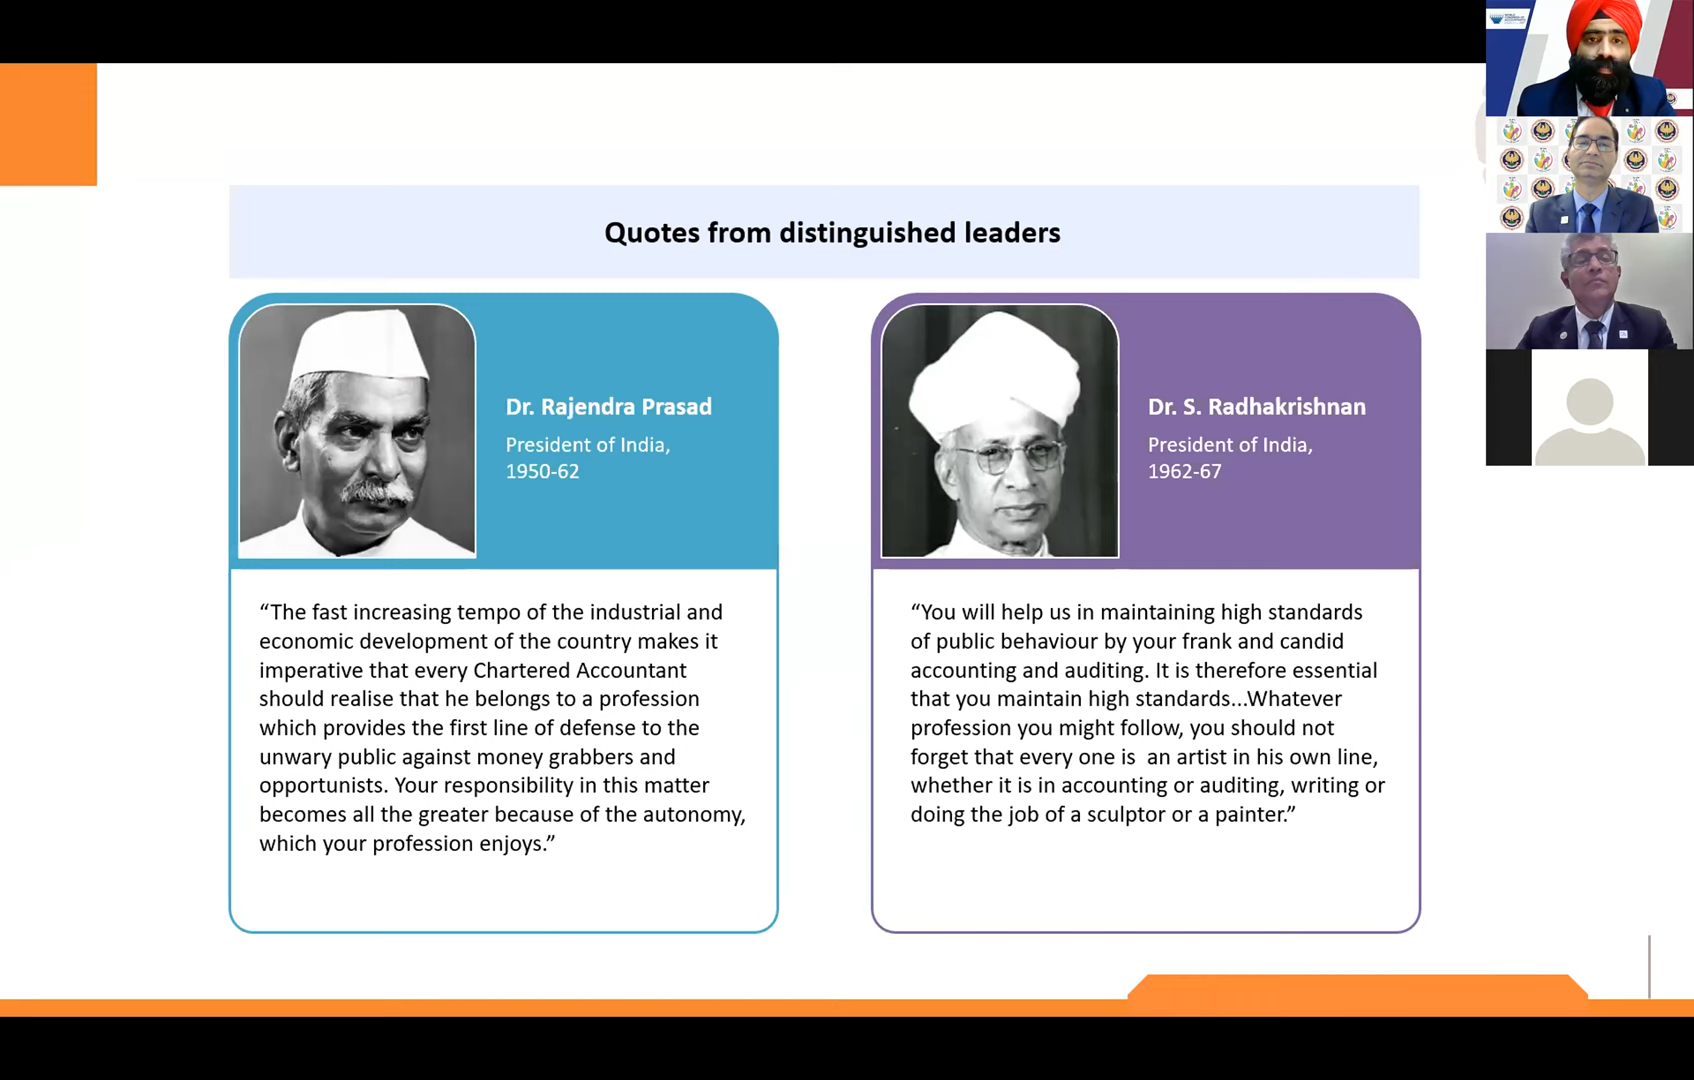 Quotes from distinguished leaders
Dr. Rajendra Prasad
President of India,
1950-62
“The fast increasing tempo of the industrial and
economic development of the country makes it
imperative that every Chartered Accountant
should realise that he belongs to a profession
which provides the first line of defense to the
unwary public against money grabbers and
opportunists. Your responsibility in this matter
becomes all the greater because of the autonomy,
which your profession enjoys.”
Dr. S. Radhakrishnan
President of India,
1962-67
“You will help us in maintaining high standards
of public behaviour by your frank and candid
accounting and auditing. It is therefore essential
that you maintain high standards...Whatever
profession you might follow, you should not
forget that every one is  an artist in his own line,
whether it is in accounting or auditing, writing or
doing the job of a sculptor or a painter.”